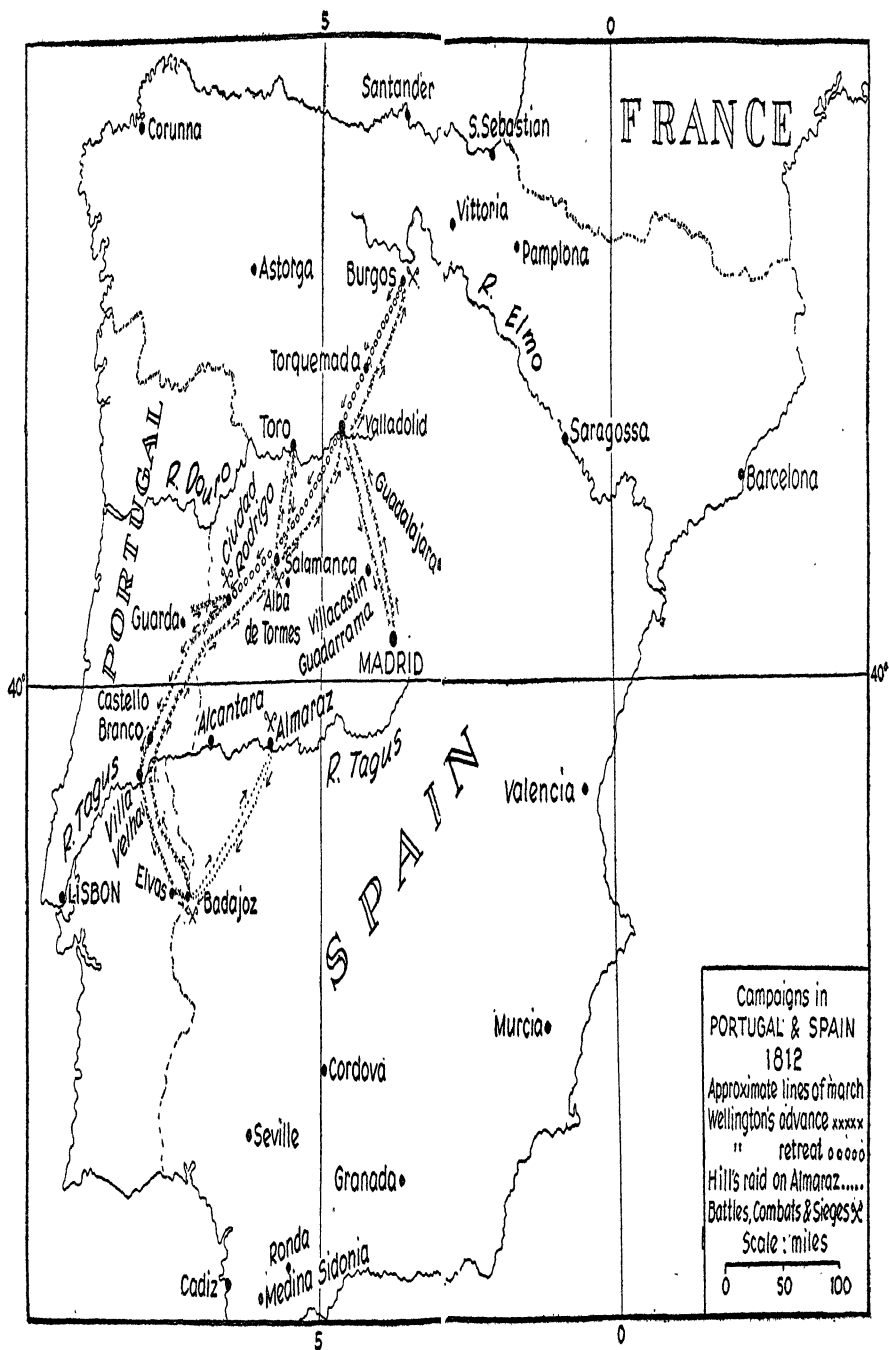 5
0
Santander
FRANCE
Corunna
S.Sebastian
Vittoria
Pamplona
Astorga
Burgos
R. Elmo
Torquemada
Toro
Valladolid
Saragossa
Barcelona
PORTUGAL
R. Douro
Ciudad
Rodrigo
Guadalajara
Salamanca
Alba
de Tormes
Villacastin
Guadarrama
Guarda
MADRID
40°
40°
Castello
Branco
Alcantara
Almaraz
R. Tagus
R. Tagus
Villa
Velha
Valencia
SPAIN
LISBON
Elvas
Badajoz
Murcia
Cordova
Seville
Granada
Ronda
Medina Sidonia
Cadiz
Campaigns in
PORTUGAL & SPAIN
1812
Approximate lines of march
Wellington's advance xxxxx
" retreat ooooo
Hill's raid on Almaraz.....
Battles, Combats & Sieges
Scale: miles
0 50 100
5
0